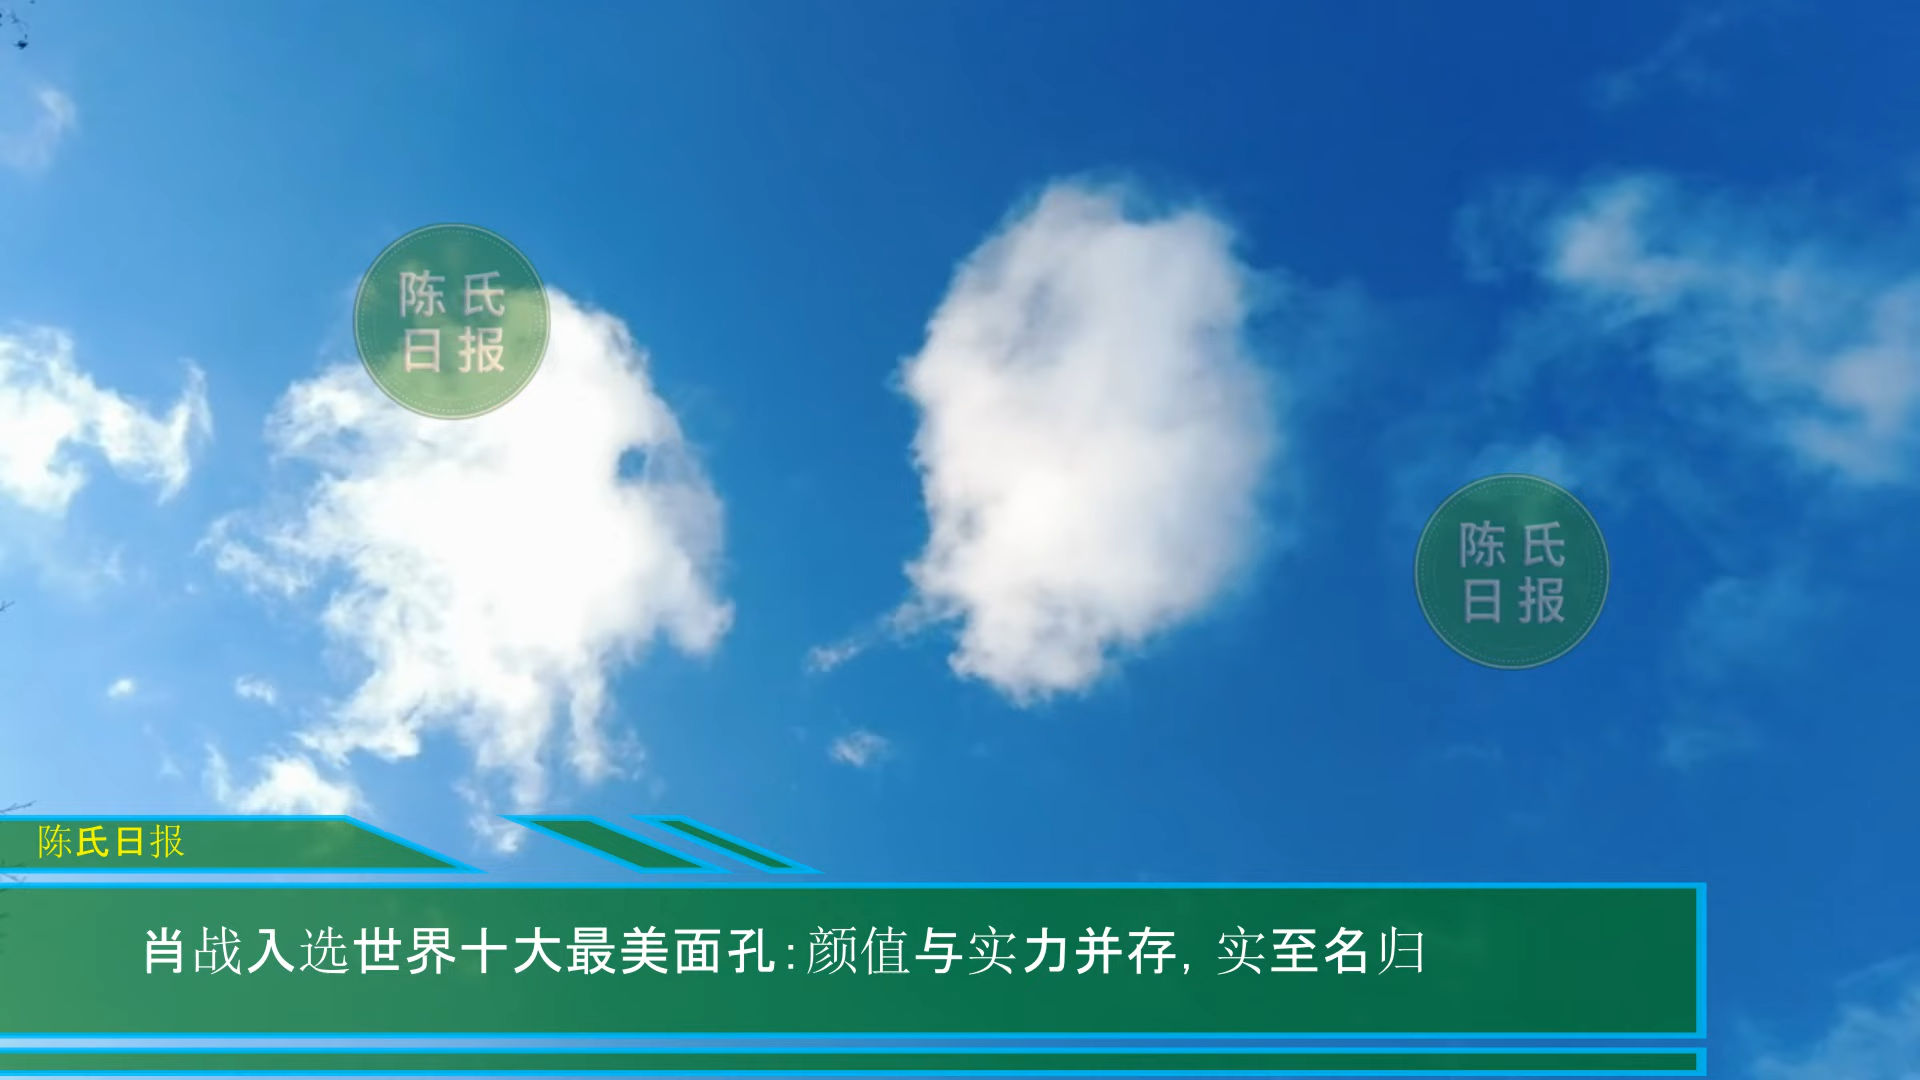 陈氏
日报
陈氏
日报
陈氏日报
肖战入选世界十大最美面孔:颜值与实力并存,实至名归